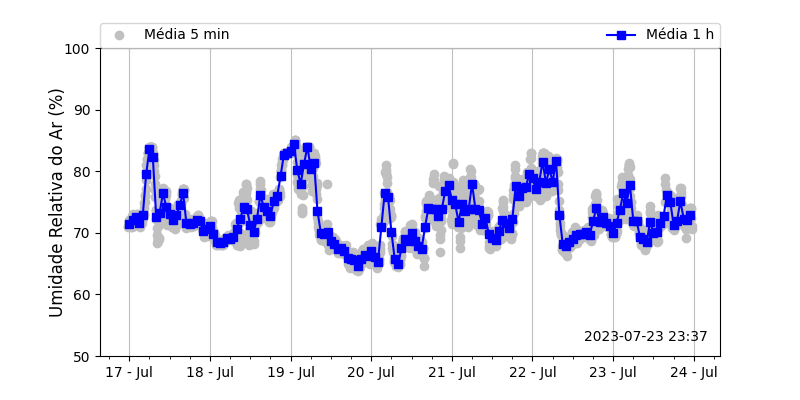 Média 5 min
Média 1 h
100
90
80
70
60
50
Umidade Relativa do Ar (%)
2023-07-23 23:37
17 - Jul
18 - Jul
19 - Jul
20 - Jul
21 - Jul
22 - Jul
23 - Jul
24 - Jul